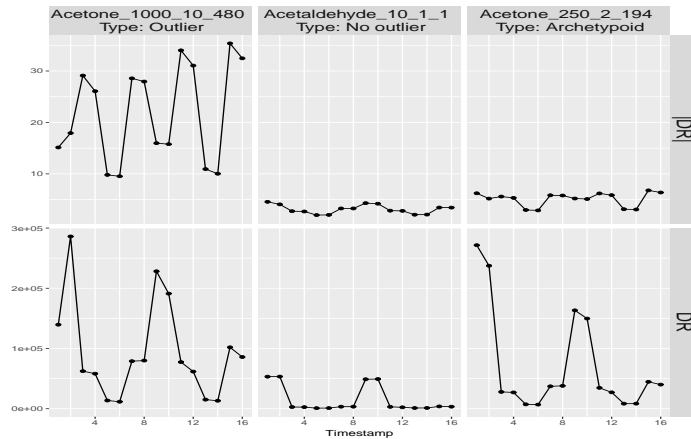 Acetone_1000_10_480
Type: Outlier
Acetaldehyde_10_1_1
Type: No outlier
Acetone_250_2_194
Type: Archetypoid
30
20
10
|DR|
3e+05
2e+05
1e+05
0e+00
DR
4 8 12 16 4 8 12 16 4 8 12 16
Timestamp